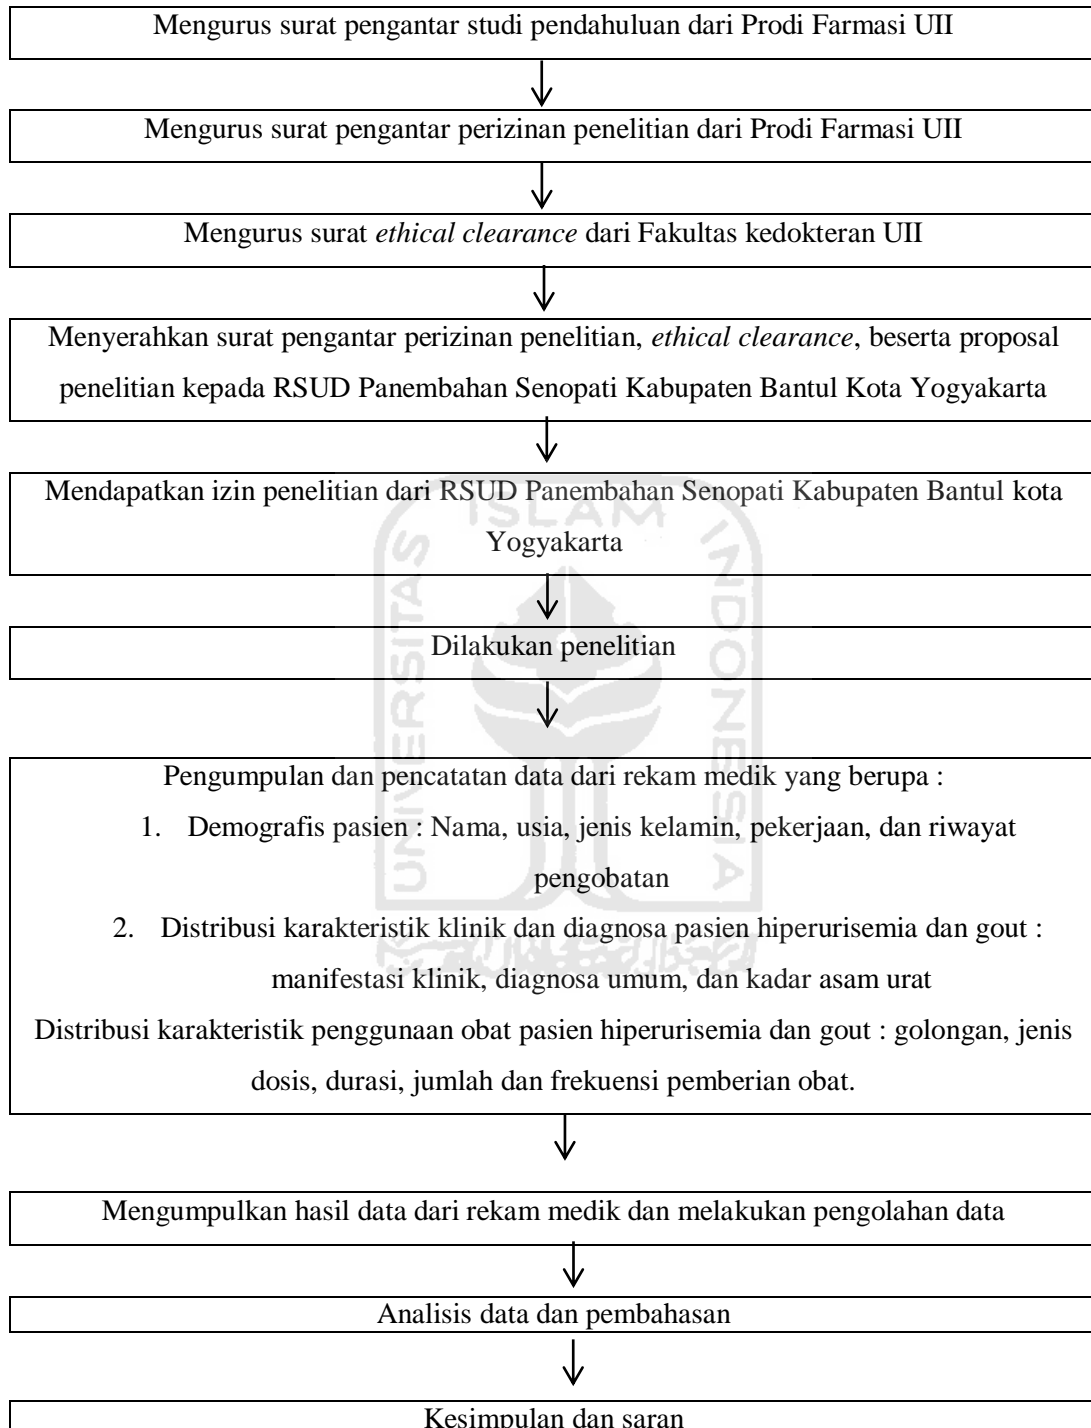 Mengurus surat pengantar studi pendahuluan dari Prodi Farmasi UII
Mengurus surat pengantar perizinan penelitian dari Prodi Farmasi UII
Mengurus surat ethical clearance dari Fakultas kedokteran UII
Menyerahkan surat pengantar perizinan penelitian, ethical clearance, beserta proposal
penelitian kepada RSUD Panembahan Senopati Kabupaten Bantul Kota Yogyakarta
Mendapatkan izin penelitian dari RSUD Panembahan Senopati Kabupaten Bantul kota
Yogyakarta
Dilakukan penelitian
Pengumpulan dan pencatatan data dari rekam medik yang berupa :
1. Demografis pasien : Nama, usia, jenis kelamin, pekerjaan, dan riwayat
pengobatan
2. Distribusi karakteristik klinik dan diagnosa pasien hiperurisemia dan gout :
manifestasi klinik, diagnosa umum, dan kadar asam urat
Distribusi karakteristik penggunaan obat pasien hiperurisemia dan gout : golongan, jenis
dosis, durasi, jumlah dan frekuensi pemberian obat.
Mengumpulkan hasil data dari rekam medik dan melakukan pengolahan data
Analisis data dan pembahasan
Kesimpulan dan saran
UNIVERSITAS
ISLAM
INDONESIA